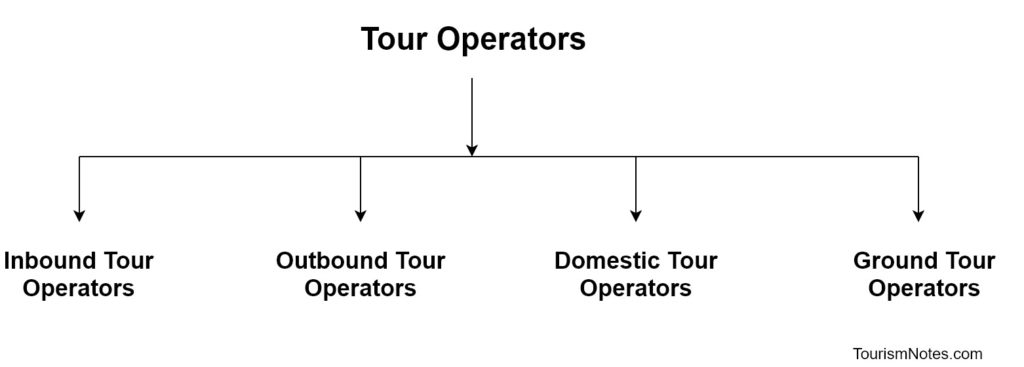 Tour Operators
Inbound Tour
Operators
Outbound Tour
Operators
Domestic Tour
Operators
Ground Tour
Operators
TourismNotes.com